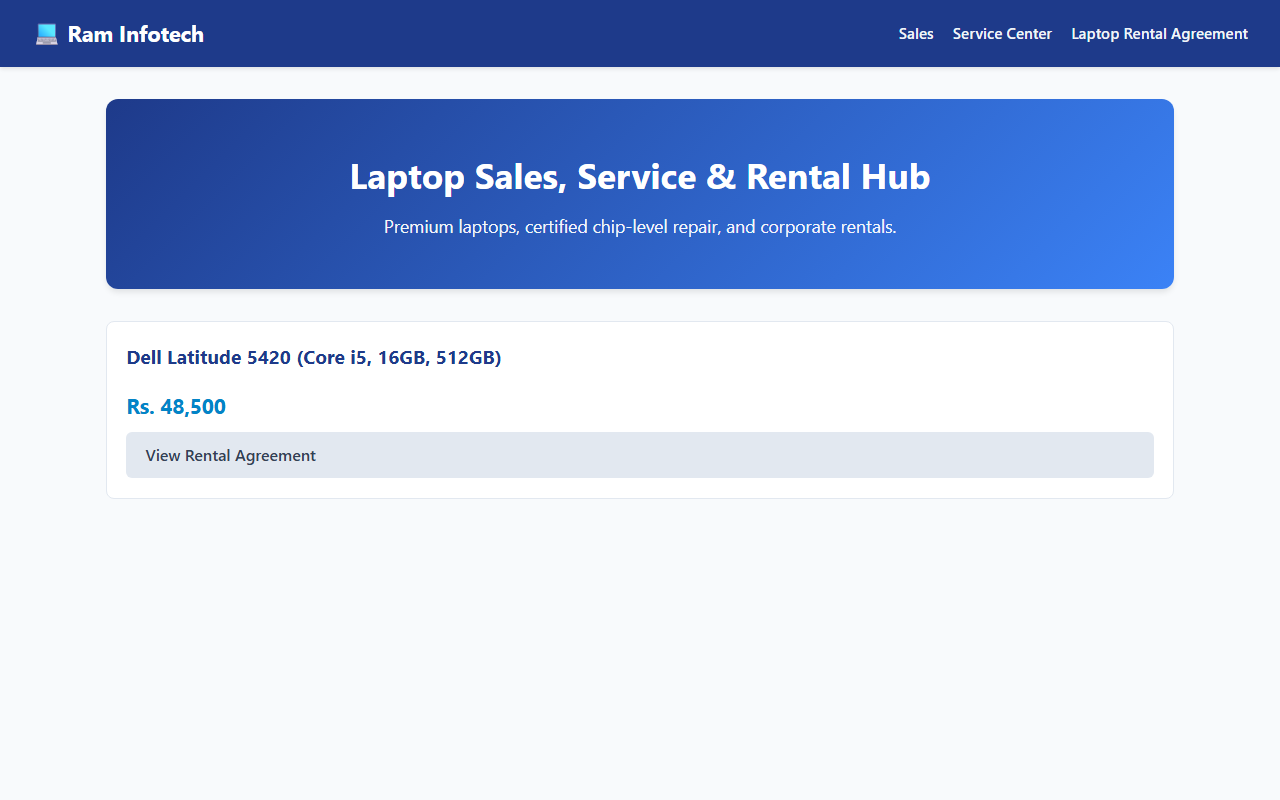 Ram Infotech
Sales
Service Center
Laptop Rental Agreement
Laptop Sales, Service & Rental Hub
Premium laptops, certified chip-level repair, and corporate rentals.
Dell Latitude 5420 (Core i5, 16GB, 512GB)
Rs. 48,500
View Rental Agreement